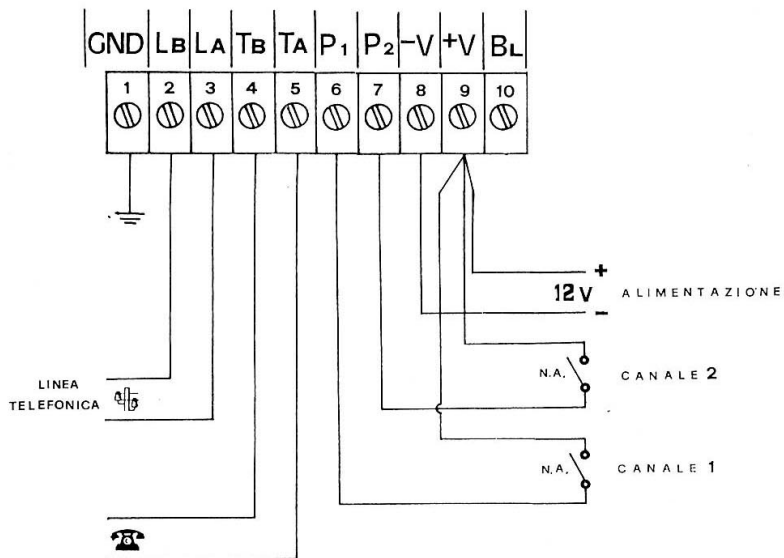 GND LB LA TB TA P1 P2 -V +V BL
1 2 3 4 5 6 7 8 9 10
+
12V ALIMENTAZIONE
-
N.A. CANALE 2
LINEA
TELEFONICA
N.A. CANALE 1